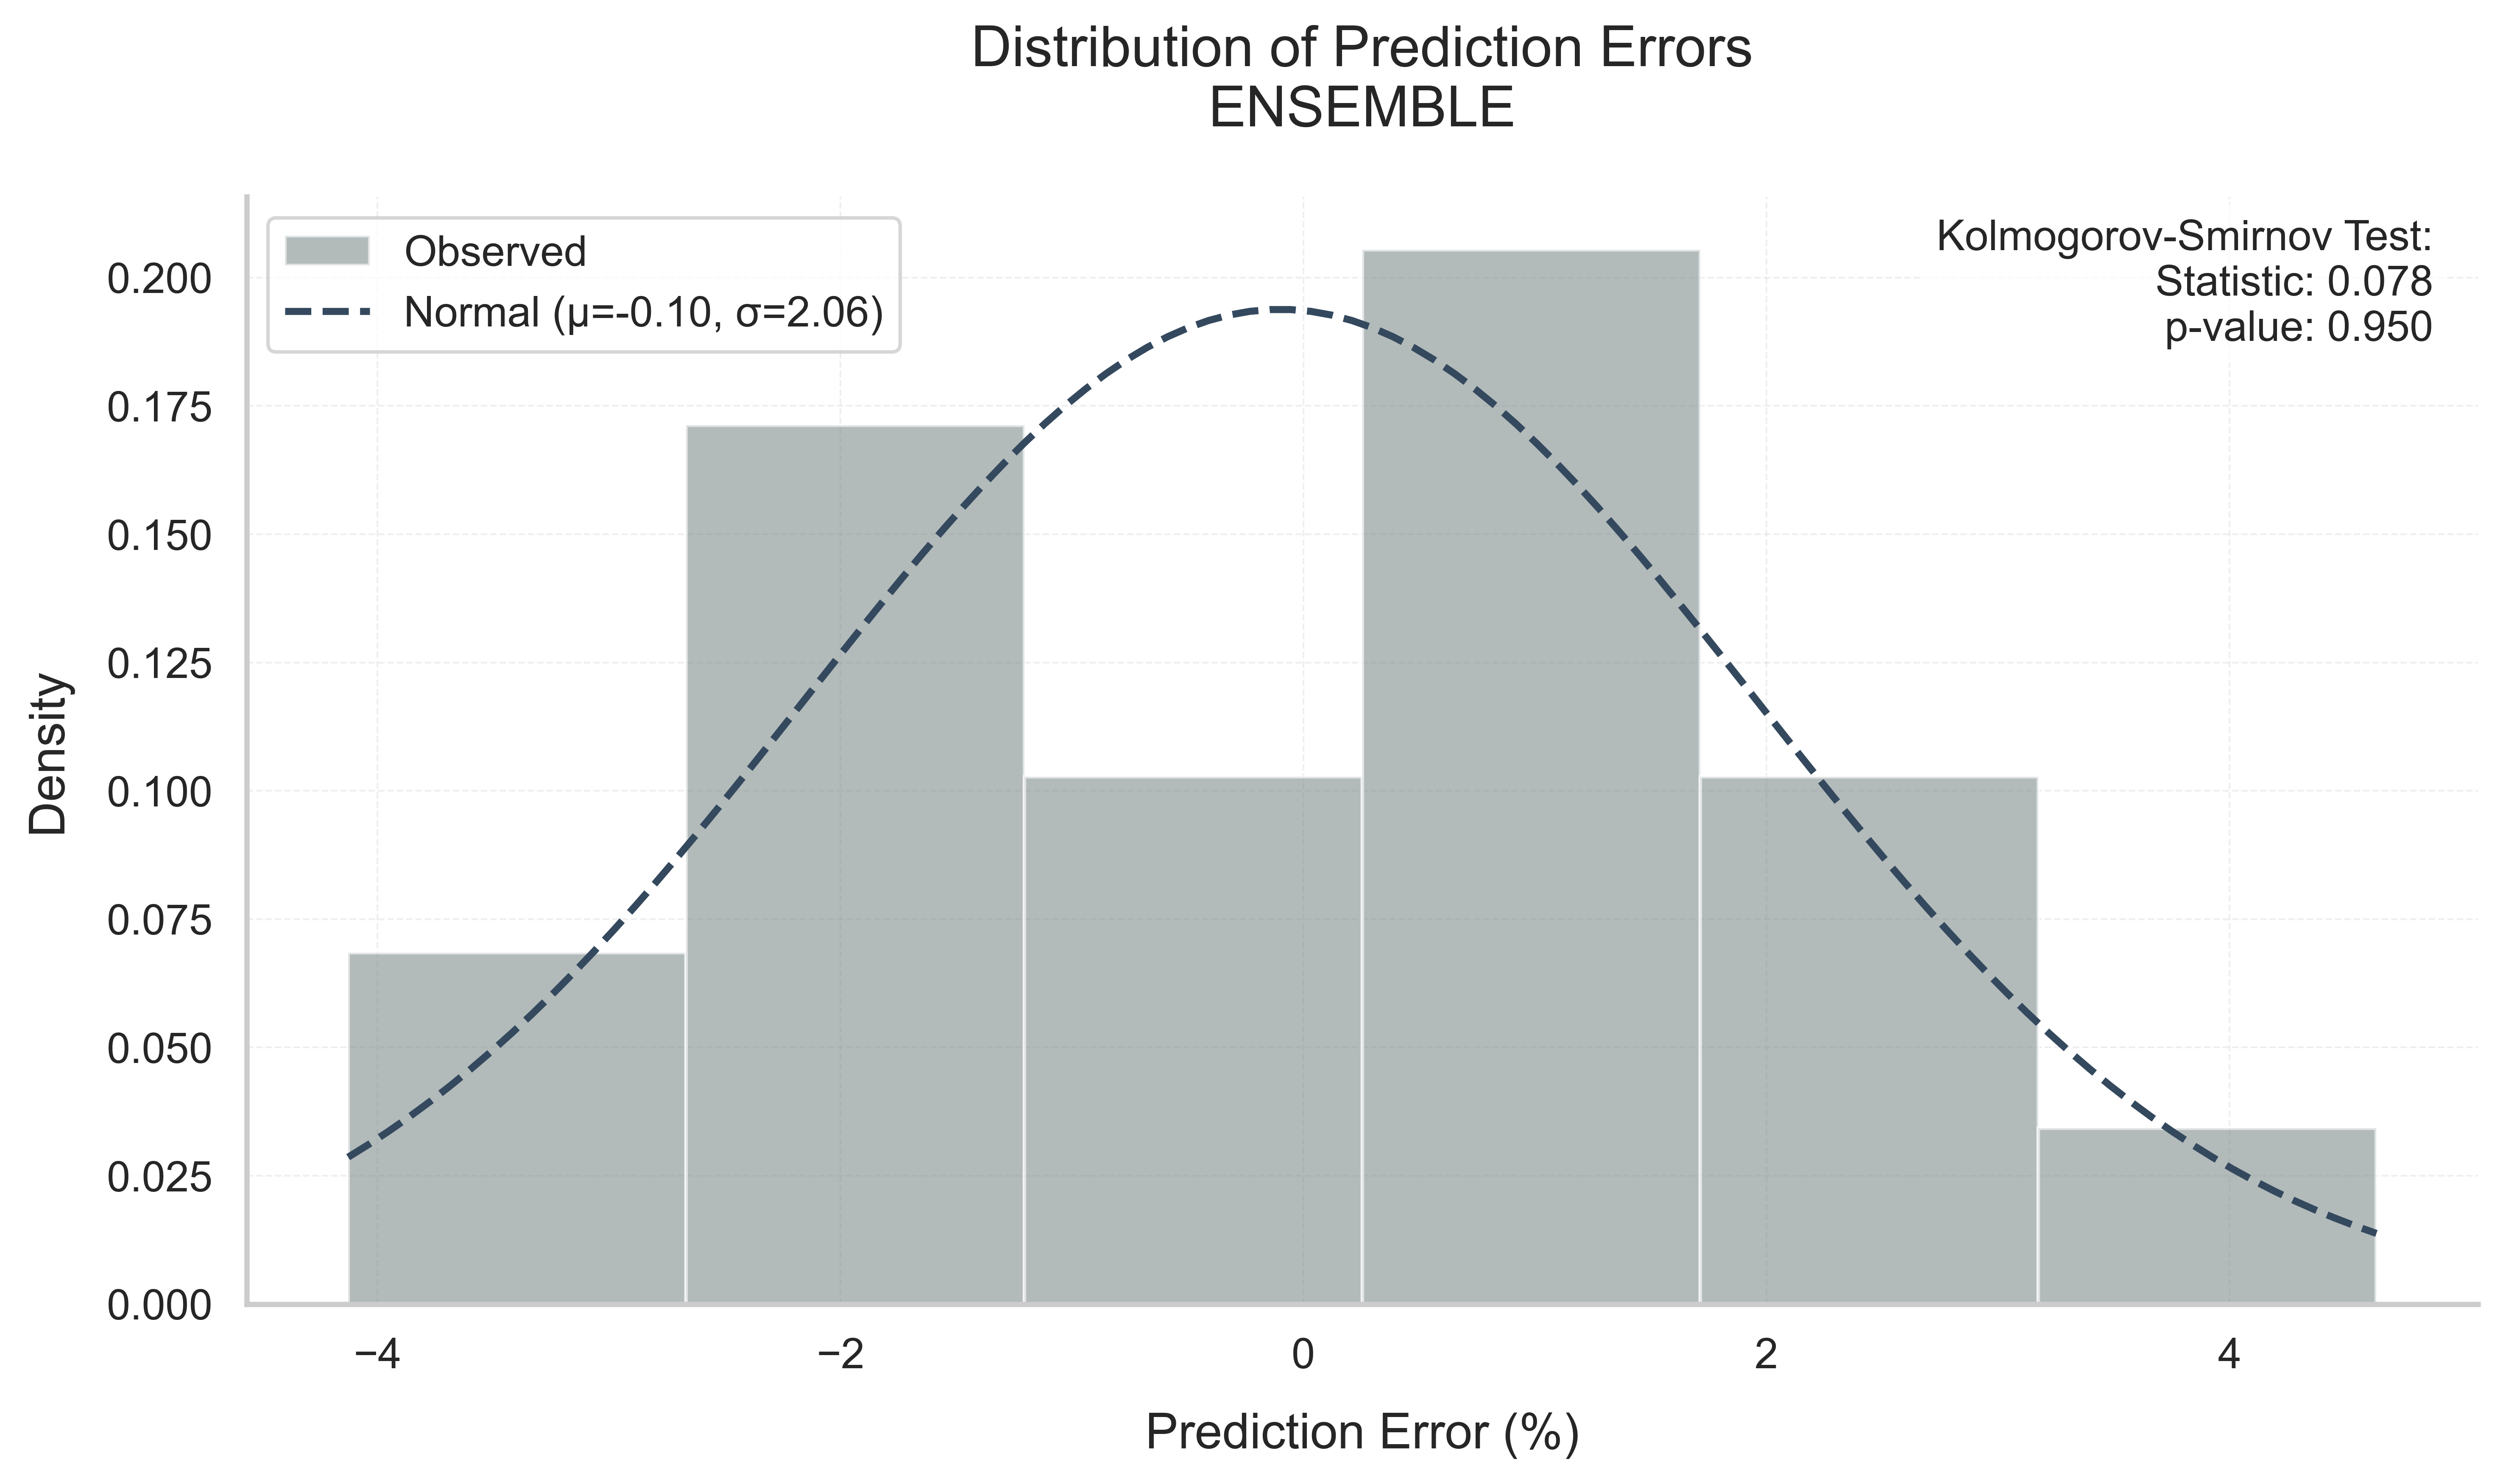 Distribution of Prediction Errors
ENSEMBLE
Observed
Normal (μ=-0.10, σ=2.06)
Kolmogorov-Smirnov Test:
Statistic: 0.078
p-value: 0.950
Density
0.200
0.175
0.150
0.125
0.100
0.075
0.050
0.025
0.000
−4
−2
0
2
4
Prediction Error (%)